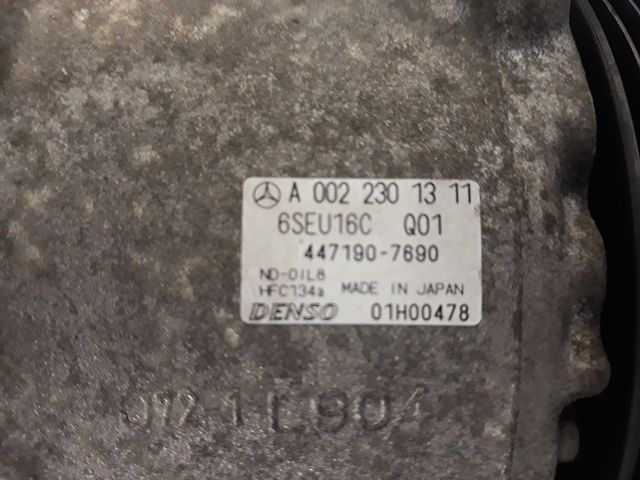 A 002 230 13 11
6SEU16C Q01
447190-7690
ND-OIL8
HFC134a MADE IN JAPAN
DENSO 01H00478